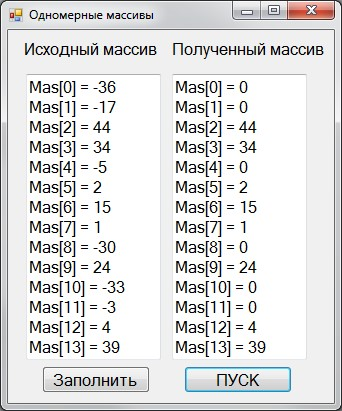 Одномерные массивы
Исходный массив
Полученный массив
Mas[0] = -36
Mas[1] = -17
Mas[2] = 44
Mas[3] = 34
Mas[4] = -5
Mas[5] = 2
Mas[6] = 15
Mas[7] = 1
Mas[8] = -30
Mas[9] = 24
Mas[10] = -33
Mas[11] = -3
Mas[12] = 4
Mas[13] = 39
Mas[0] = 0
Mas[1] = 0
Mas[2] = 44
Mas[3] = 34
Mas[4] = 0
Mas[5] = 2
Mas[6] = 15
Mas[7] = 1
Mas[8] = 0
Mas[9] = 24
Mas[10] = 0
Mas[11] = 0
Mas[12] = 4
Mas[13] = 39
Заполнить
ПУСК